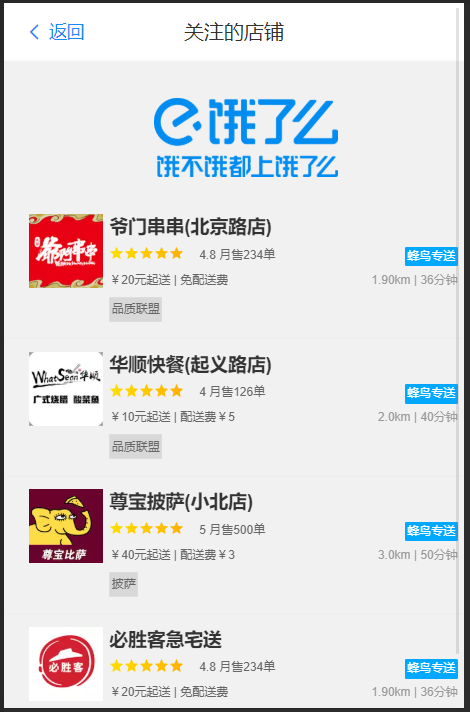 返回
关注的店铺
e·饿了么
饿不饿都上饿了么
爷门串串
爷门串串(北京路店)
4.8 月售234单
蜂鸟专送
¥20元起送 | 免配送费
1.90km | 36分钟
品质联盟
What Seen 华顺
广式烧腊 酸菜鱼
华顺快餐(起义路店)
4 月售126单
蜂鸟专送
¥10元起送 | 配送费¥5
2.0km | 40分钟
品质联盟
尊宝比萨
尊宝披萨(小北店)
5 月售500单
蜂鸟专送
¥40元起送 | 配送费¥3
3.0km | 50分钟
披萨
必胜客
必胜客急宅送
4.8 月售234单
蜂鸟专送
¥20元起送 | 免配送费
1.90km | 36分钟